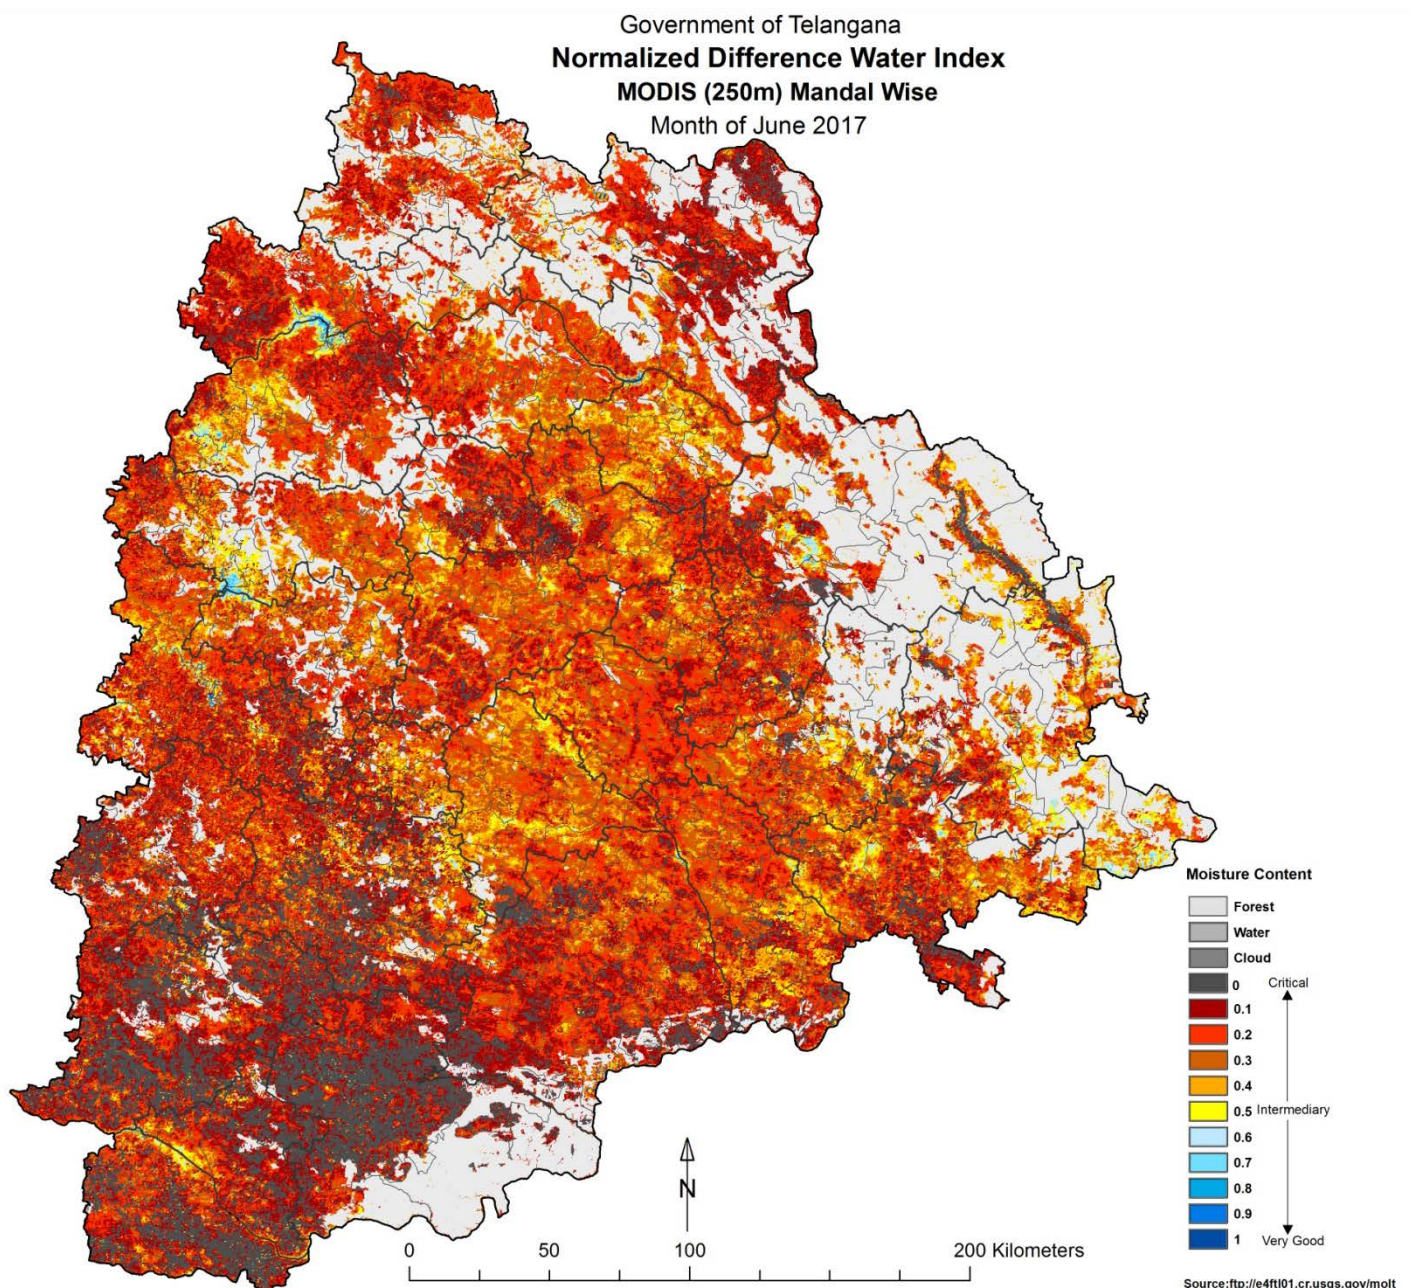 Government of Telangana
Normalized Difference Water Index
MODIS (250m) Mandal Wise
Month of June 2017
Moisture Content
Forest
Water
Cloud
0 Critical
0.1
0.2
0.3
0.4
0.5 Intermediary
0.6
0.7
0.8
0.9
1 Very Good
N
0 50 100 200 Kilometers
Source:ftp://e4ftl01.cr.usgs.gov/molt